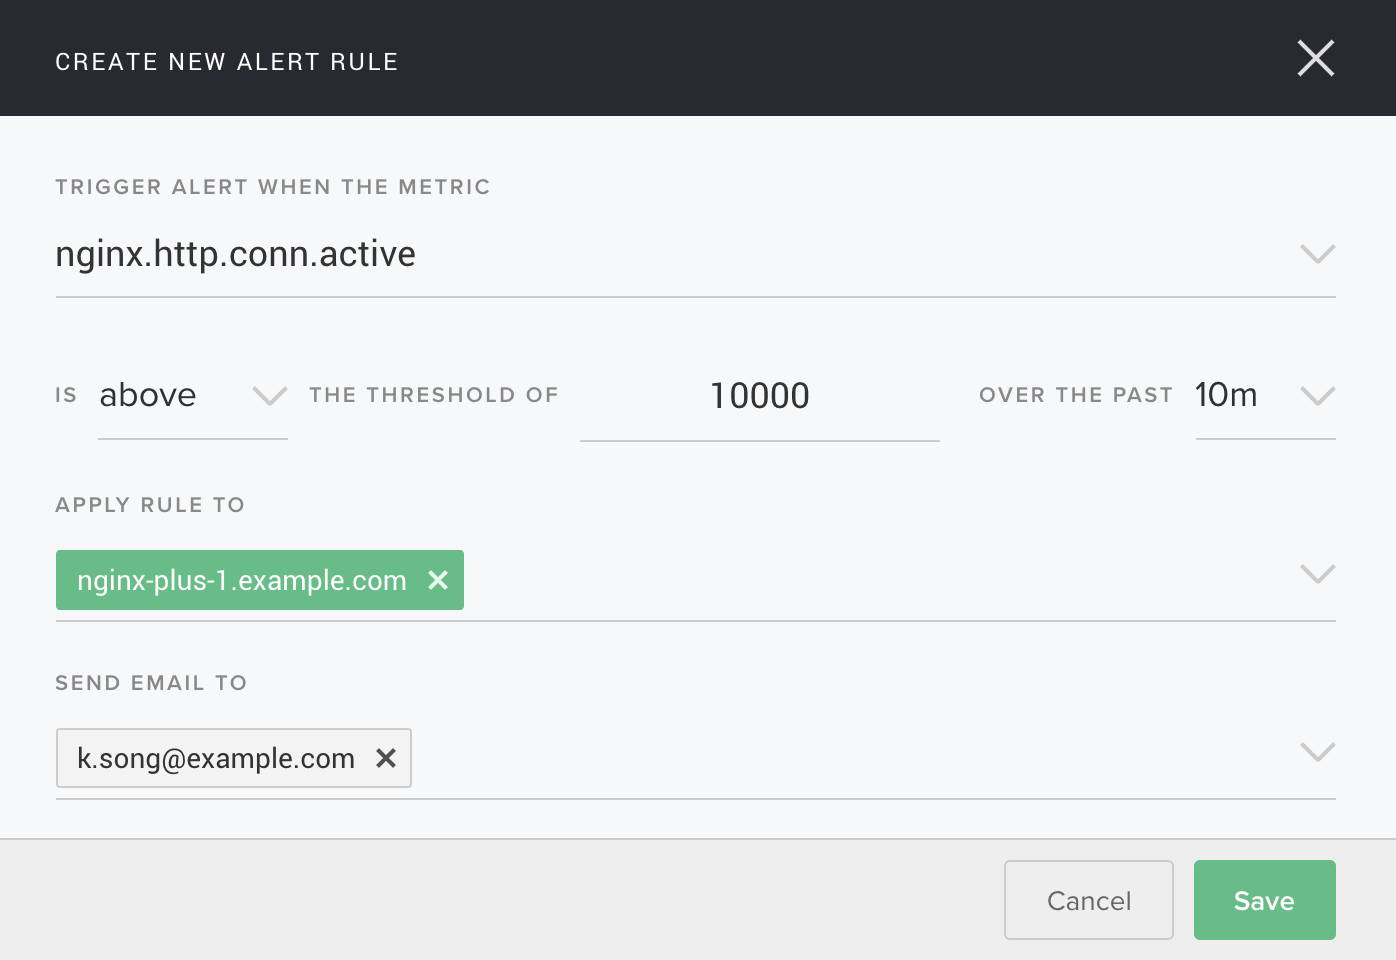 CREATE NEW ALERT RULE
TRIGGER ALERT WHEN THE METRIC
nginx.http.conn.active
IS above THE THRESHOLD OF 10000 OVER THE PAST 10m
APPLY RULE TO
nginx-plus-1.example.com
SEND EMAIL TO
k.song@example.com
Cancel Save